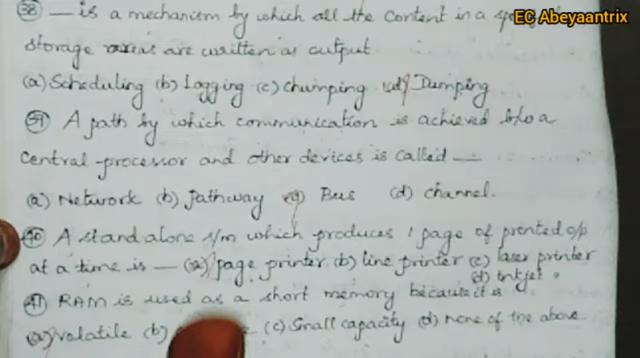 EC Abeyaantrix
38) — is a mechanism by which all the content in a
storage areas are written as output
(a) Scheduling (b) Logging (c) chumping (d) Dumping
39) A path by which communication is achieved b/w a
central processor and other devices is called —
(a) Network (b) pathway (c) Bus (d) channel.
40) A stand alone s/m which produces 1 page of printed o/p
at a time is — (a) page printer (b) line printer (c) laser printer
(d) inkjet.
41) RAM is used as a short memory because it is
(a) volatile (b) (c) Small capacity (d) none of the above